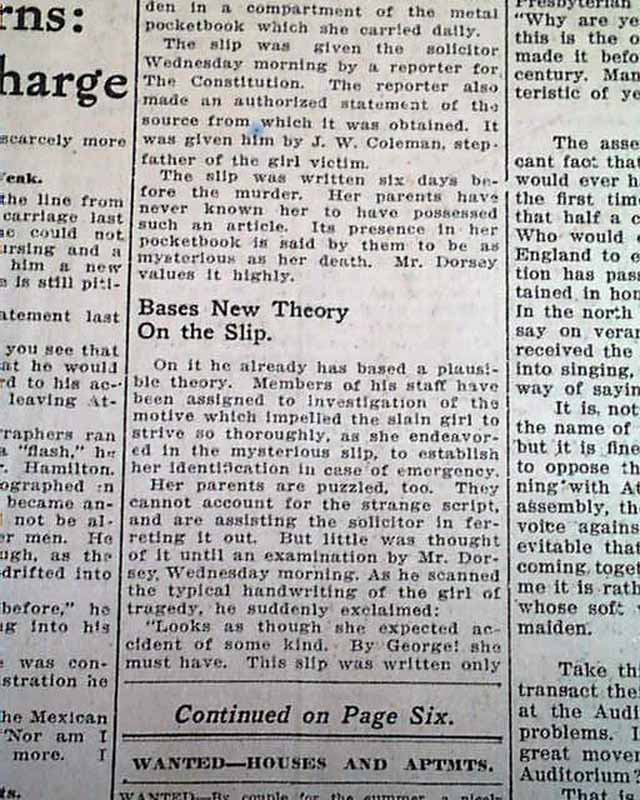 rns:
harge
scarcely more
the line from
carriage last
he could not
ursing and a
him a new
e is still piti-
atement last
you see that
at he would
rd to his ac-
leaving At-
raphers ran
a "flash," he
r. Hamilton.
ographed in
became an-
not be al-
er men. He
ugh, as the
drifted into
before," he
ng into his
e was con-
stration he
he Mexican
"Nor am I
more. I
den in a compartment of the metal
pocketbook which she carried daily.
The slip was given the solicitor
Wednesday morning by a reporter for
The Constitution. The reporter also
made an authorized statement of the
source from which it was obtained. It
was given him by J. W. Coleman, step-
father of the girl victim.
The slip was written six days be-
fore the murder. Her parents have
never known her to have possessed
such an article. Its presence in her
pocketbook is said by them to be as
mysterious as her death. Mr. Dorsey
values it highly.
Bases New Theory
On the Slip.
On it he already has based a plausi-
ble theory. Members of his staff have
been assigned to investigation of the
motive which impelled the slain girl to
strive so thoroughly, as she endeavor-
ed in the mysterious slip, to establish
her identification in case of emergency.
Her parents are puzzled, too. They
cannot account for the strange script,
and are assisting the solicitor in fer-
reting it out. But little was thought
of it until an examination by Mr. Dor-
sey, Wednesday morning. As he scanned
the typical handwriting of the girl of
tragedy, he suddenly exclaimed:
"Looks as though she expected ac-
cident of some kind. By George! she
must have. This slip was written only
Continued on Page Six.
WANTED—HOUSES AND APTMTS.
WANTED—By couple for the summer, a nicely
Presbyterian
"Why are ye
this is the o
made it befo
century. Man
teristic of ye
The asse
cant fact that
would ever h
the first time
that half a c
Who would
England to e
tion has pass
tained in hon
In the north
say on veran
received the
into singing,
way of sayin
It is, not
the name of
but it is fine
to oppose th
ning with At
assembly, the
voice agains
evitable that
coming toget
me it is rath
whose soft
maiden.
Take th
transact the
at the Audi
problems. I
great mover
Auditorium?
That is